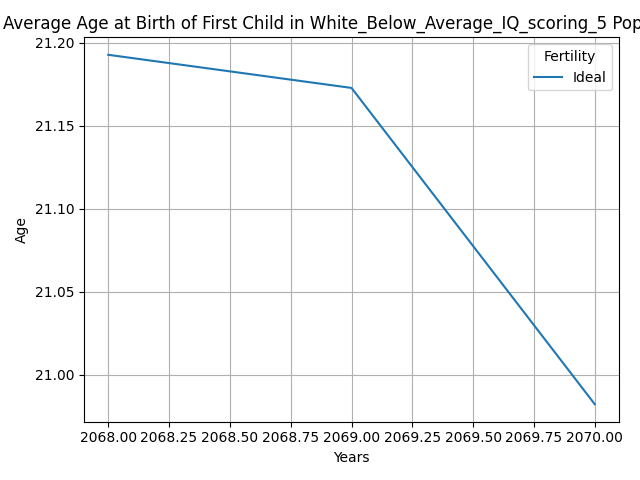 Average Age at Birth of First Child in White_Below_Average_IQ_scoring_5 Pop
21.20
21.15
21.10
21.05
21.00
Age
Fertility
Ideal
2068.00 2068.25 2068.50 2068.75 2069.00 2069.25 2069.50 2069.75 2070.00
Years